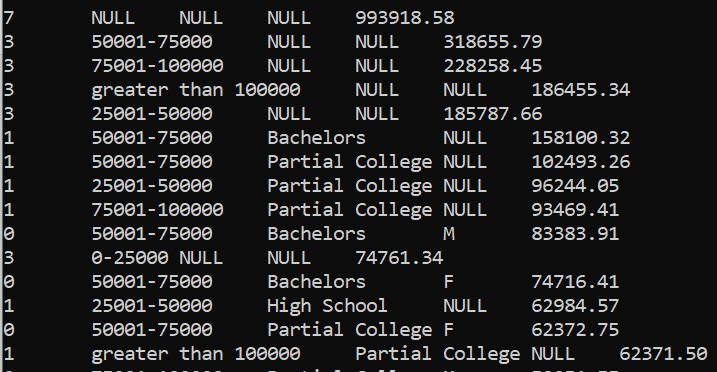 7 NULL NULL NULL 993918.58
3 50001-75000 NULL NULL 318655.79
3 75001-100000 NULL NULL 228258.45
3 greater than 100000 NULL NULL 186455.34
3 25001-50000 NULL NULL 185787.66
1 50001-75000 Bachelors NULL 158100.32
1 50001-75000 Partial College NULL 102493.26
1 25001-50000 Partial College NULL 96244.05
1 75001-100000 Partial College NULL 93469.41
0 50001-75000 Bachelors M 83383.91
3 0-25000 NULL NULL 74761.34
0 50001-75000 Bachelors F 74716.41
1 25001-50000 High School NULL 62984.57
0 50001-75000 Partial College F 62372.75
1 greater than 100000 Partial College NULL 62371.50